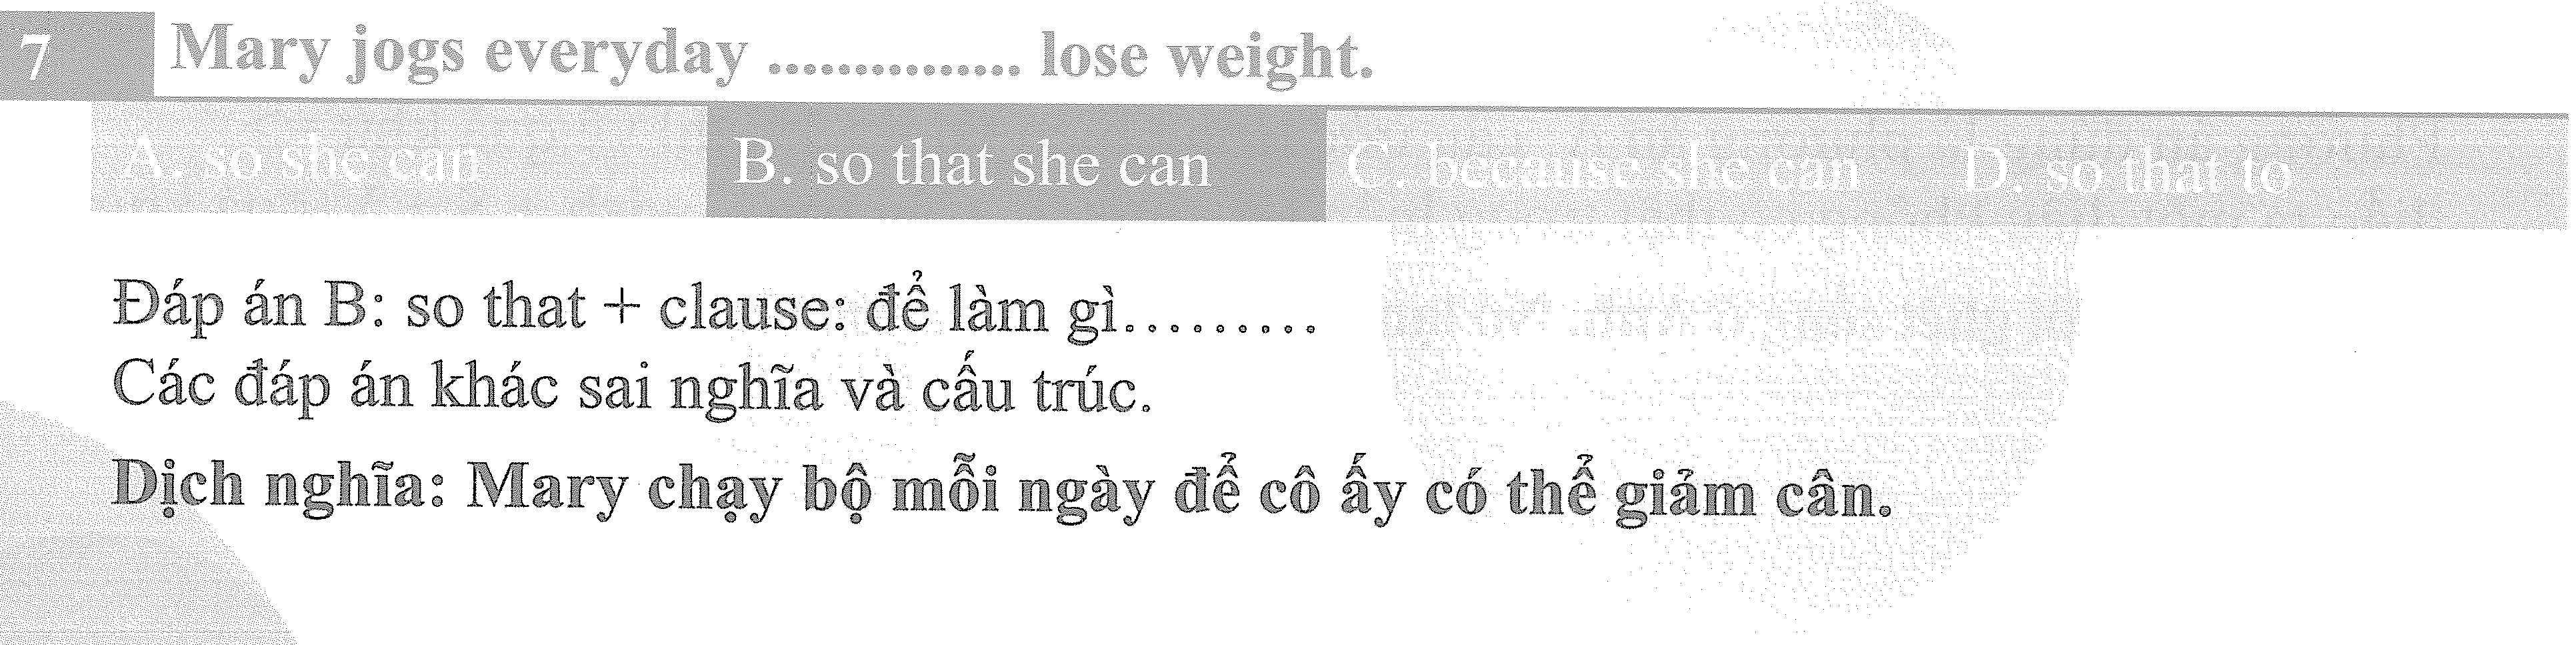 7 Mary jogs everyday .............. lose weight.
A. so she can B. so that she can C. because she can D. so that to
Đáp án B: so that + clause: để làm gì.........
Các đáp án khác sai nghĩa và cấu trúc.
Dịch nghĩa: Mary chạy bộ mỗi ngày để cô ấy có thể giảm cân.